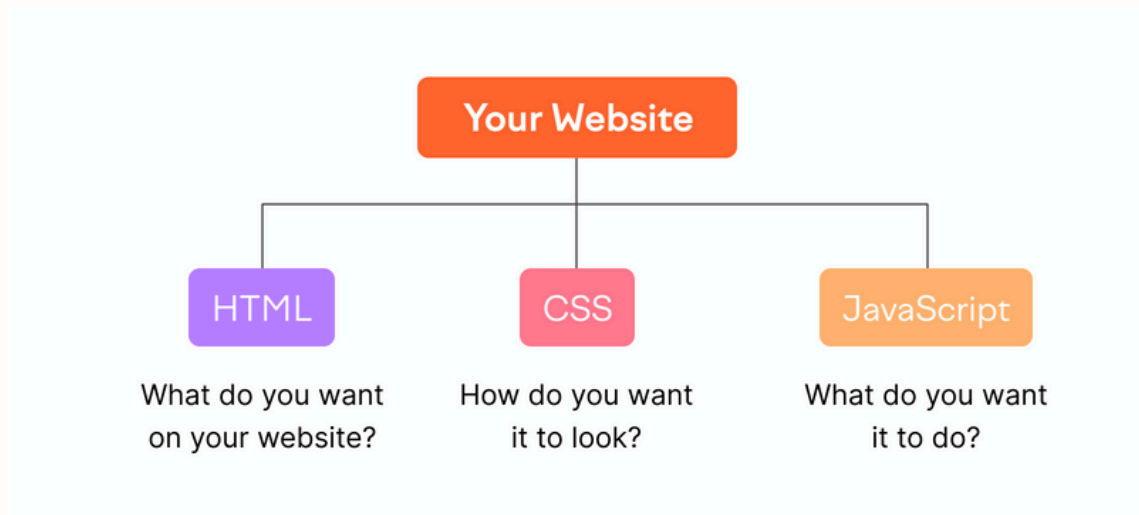 Your Website
HTML
CSS
JavaScript
What do you want
on your website?
How do you want
it to look?
What do you want
it to do?